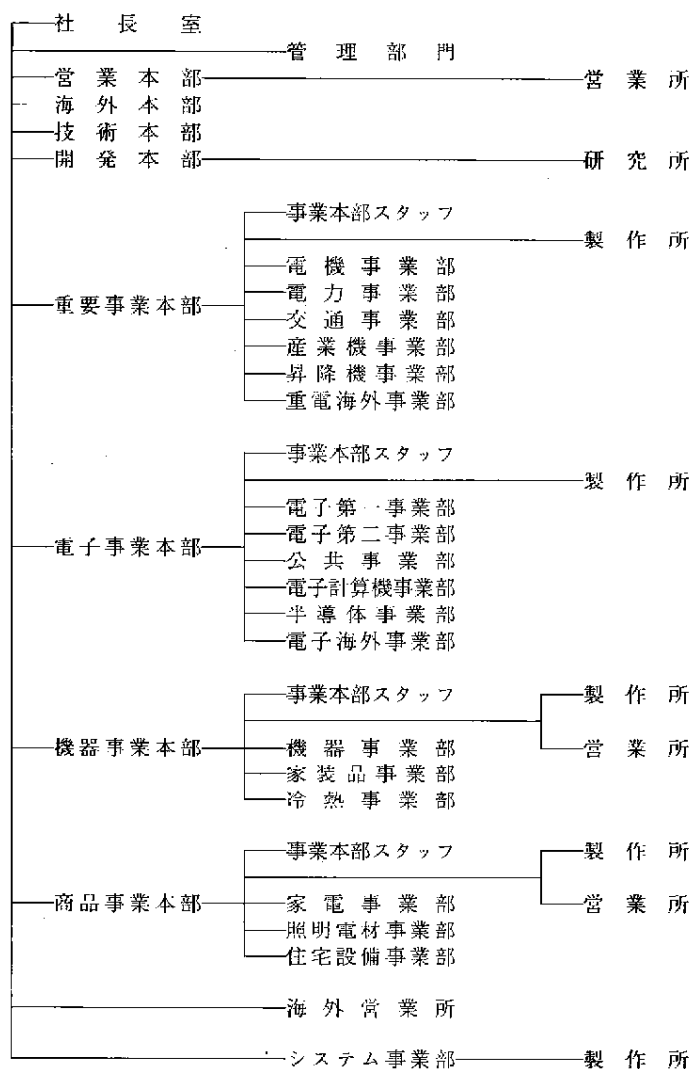 社長室
管理部門
営業本部 営業所
海外本部
技術本部
開発本部 研究所
事業本部スタッフ
製作所
電機事業部
電力事業部
重要事業本部 交通事業部
産業機事業部
昇降機事業部
重電海外事業部
事業本部スタッフ
製作所
電子第一事業部
電子第二事業部
電子事業本部 公共事業部
電子計算機事業部
半導体事業部
電子海外事業部
事業本部スタッフ 製作所
機器事業本部 機器事業部 営業所
家装品事業部
冷熱事業部
事業本部スタッフ 製作所
商品事業本部 家電事業部 営業所
照明電材事業部
住宅設備事業部
海外営業所
システム事業部 製作所